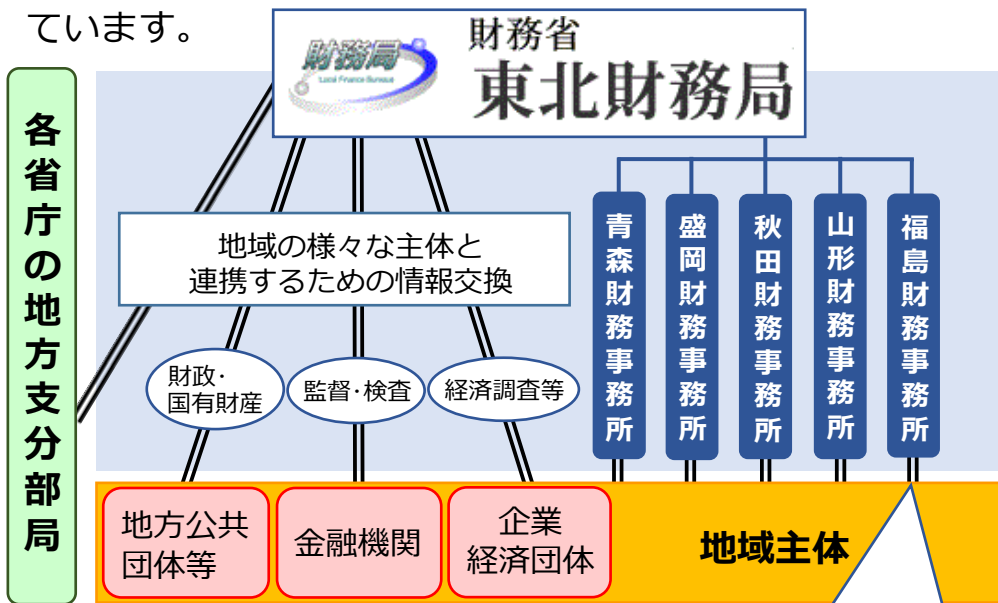 ています。
財務局
Local Finance Bureaus
財務省
東北財務局
各省庁の地方支分部局
地域の様々な主体と
連携するための情報交換
財政・
国有財産
監督・検査
経済調査等
青森財務事務所
盛岡財務事務所
秋田財務事務所
山形財務事務所
福島財務事務所
地方公共
団体等
金融機関
企業
経済団体
地域主体